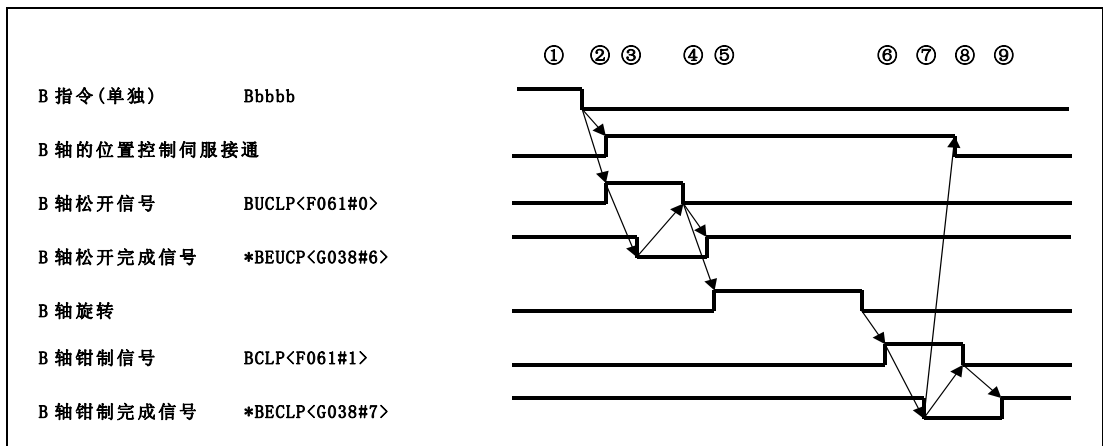 ① ② ③ ④ ⑤ ⑥ ⑦ ⑧ ⑨
B 指令(单独) Bbbbb
B 轴的位置控制伺服接通
B 轴松开信号 BUCLP<F061#0>
B 轴松开完成信号 *BEUCP<G038#6>
B 轴旋转
B 轴钳制信号 BCLP<F061#1>
B 轴钳制完成信号 *BECLP<G038#7>